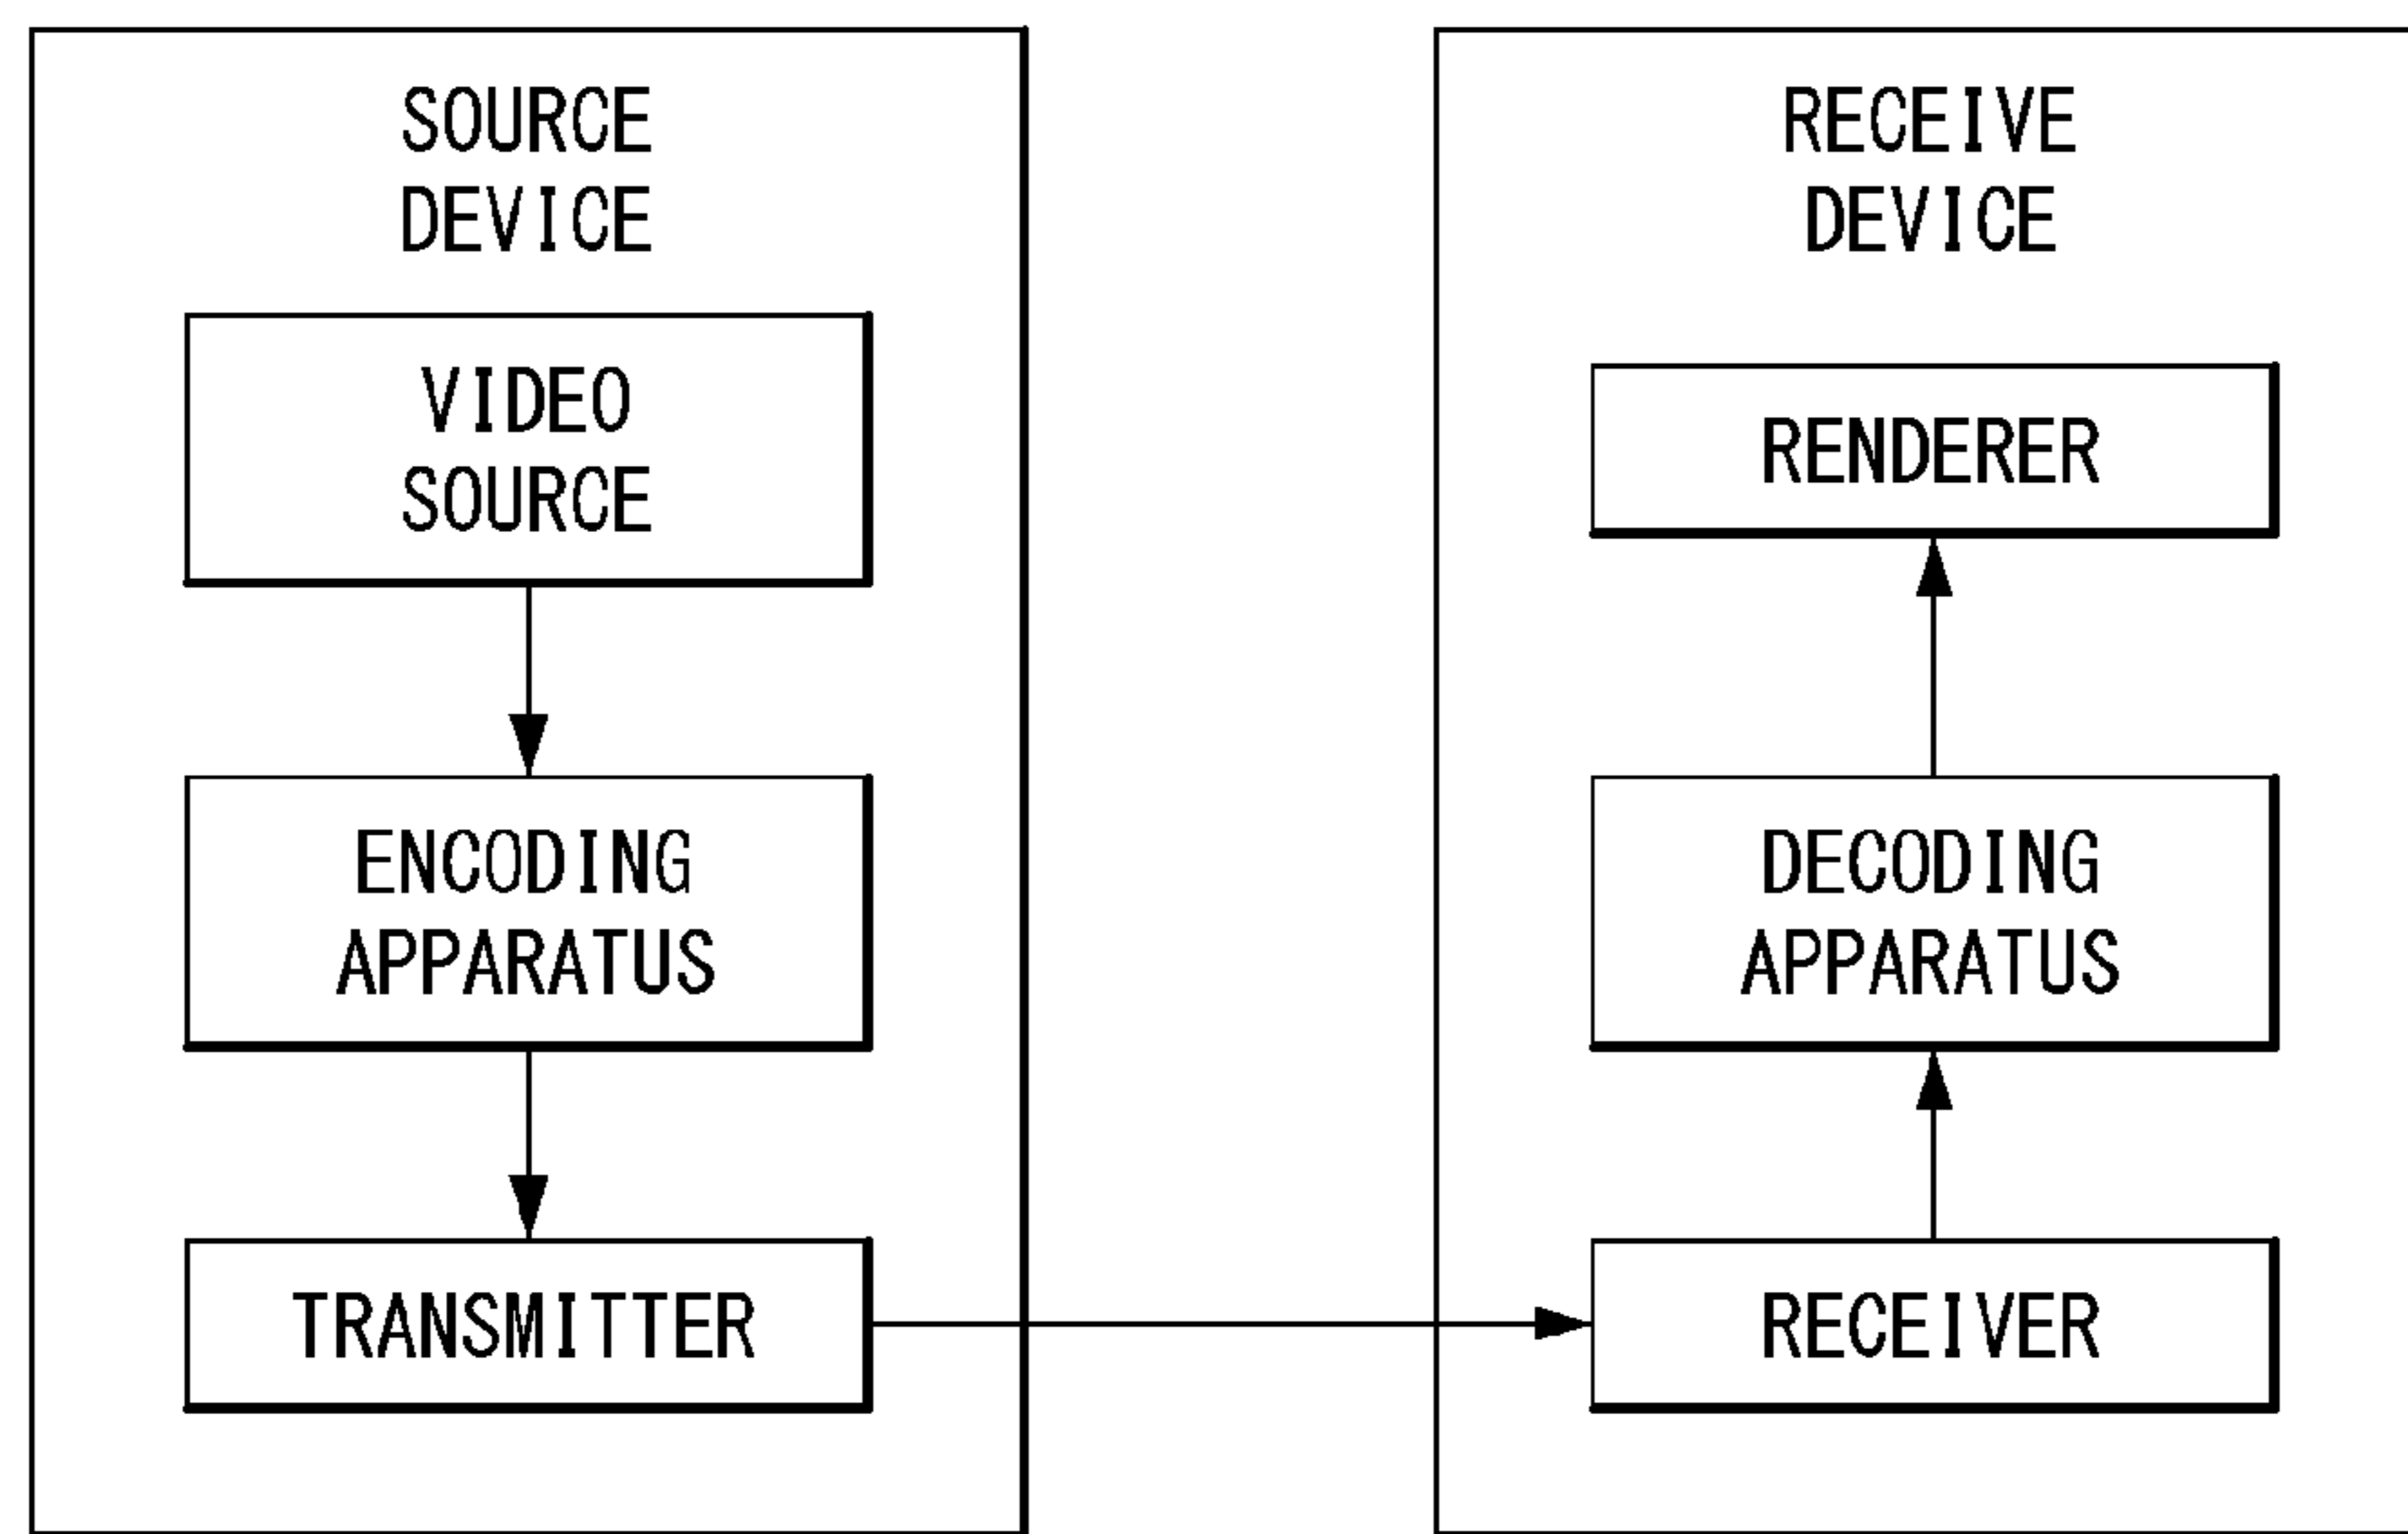 SOURCE
DEVICE
VIDEO
SOURCE
ENCODING
APPARATUS
TRANSMITTER
RECEIVE
DEVICE
RENDERER
DECODING
APPARATUS
RECEIVER